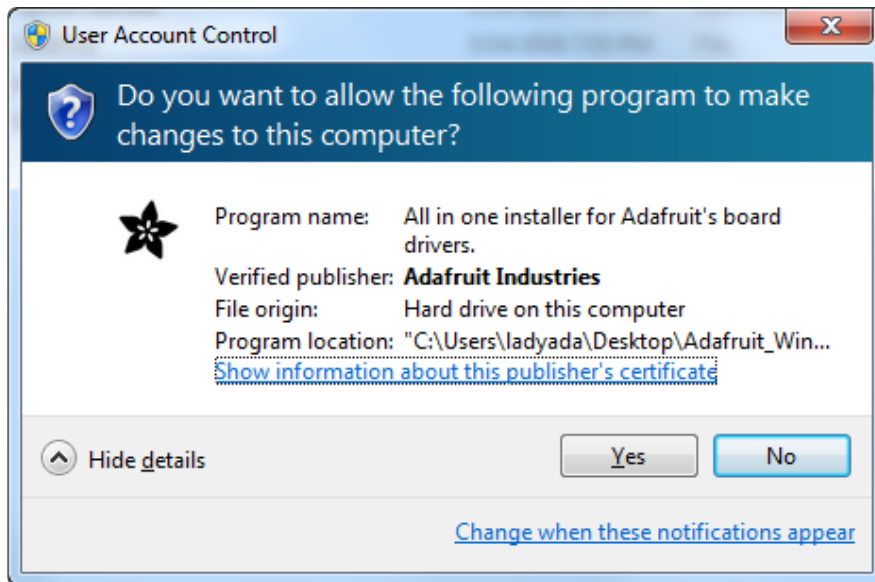 User Account Control
Do you want to allow the following program to make
changes to this computer?
Program name: All in one installer for Adafruit's board
drivers.
Verified publisher: Adafruit Industries
File origin: Hard drive on this computer
Program location: "C:\Users\ladyada\Desktop\Adafruit_Win...
Show information about this publisher's certificate
Hide details
Yes
No
Change when these notifications appear